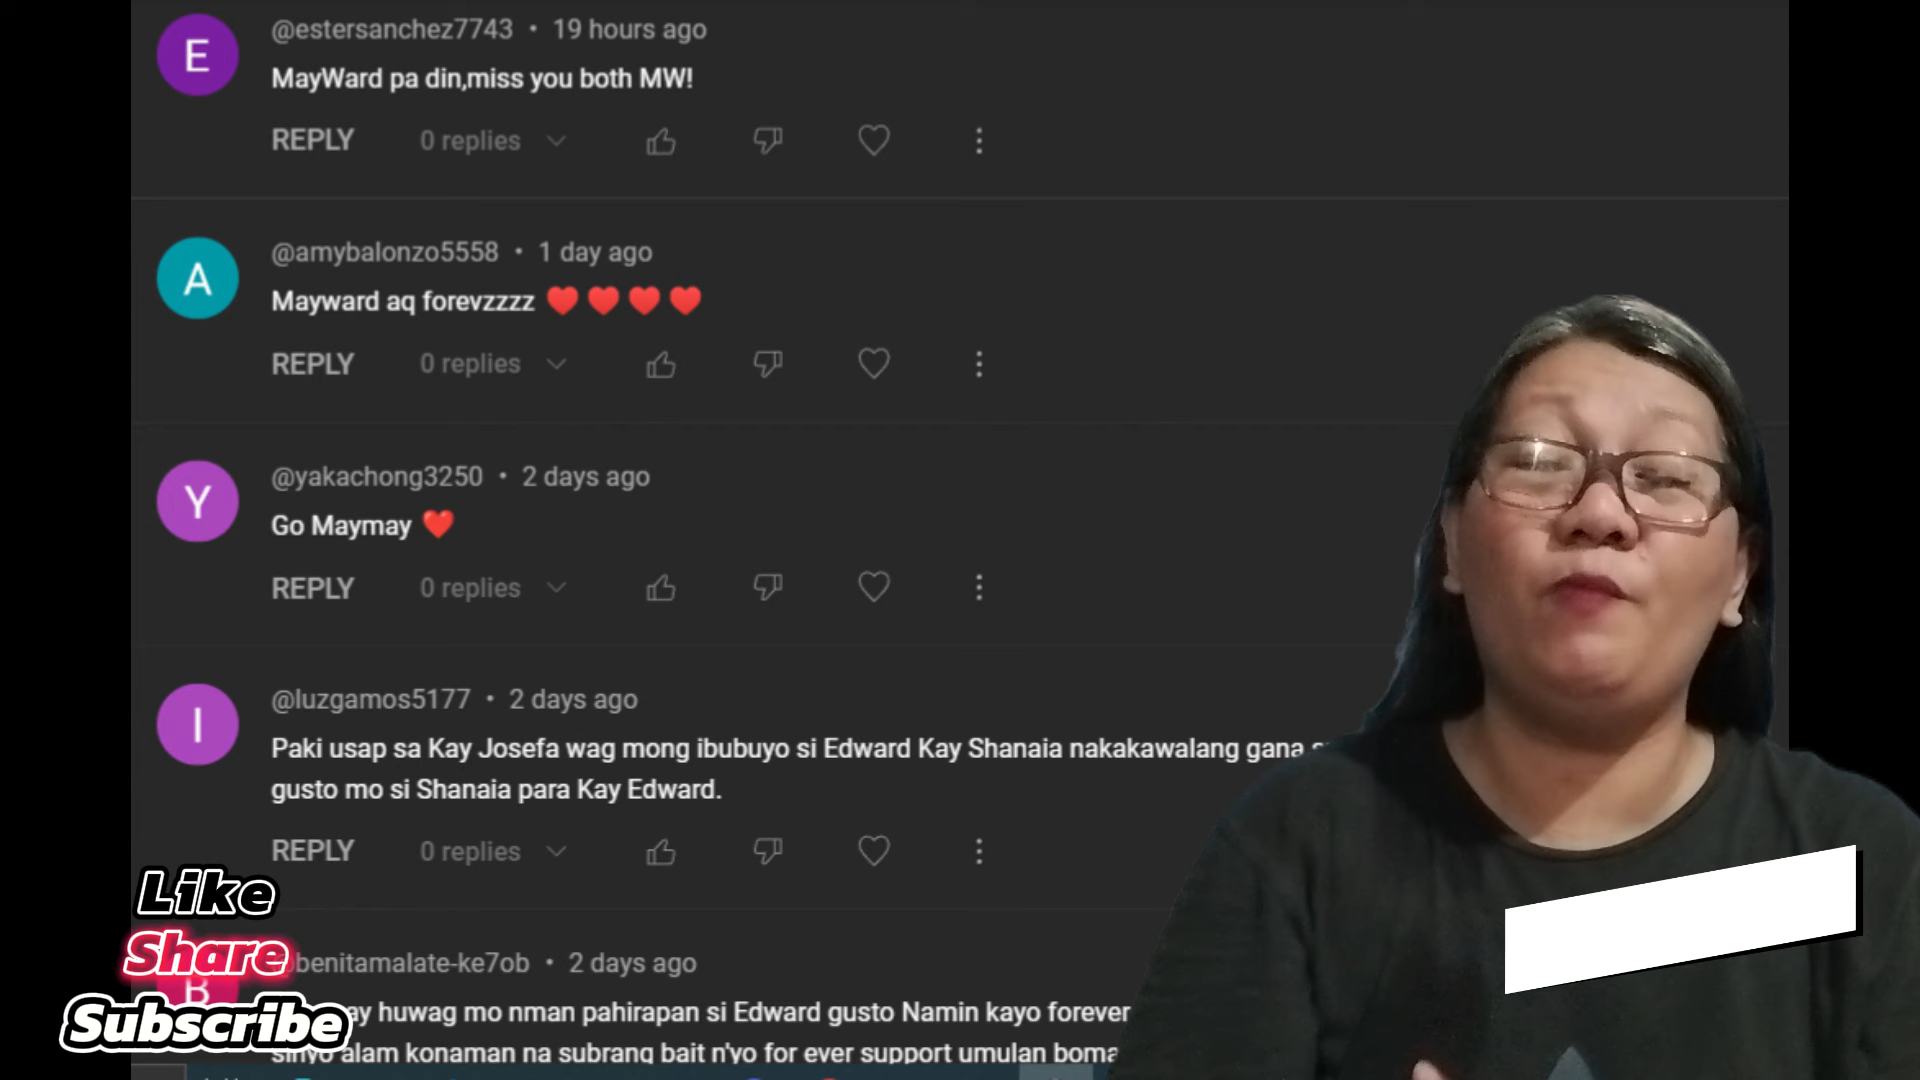 E
@estersanchez7743 • 19 hours ago
MayWard pa din,miss you both MW!
REPLY 0 replies
A
@amybalonzo5558 • 1 day ago
Mayward aq forevzzzz ❤️❤️❤️❤️
REPLY 0 replies
Y
@yakachong3250 • 2 days ago
Go Maymay ❤️
REPLY 0 replies
I
@luzgamos5177 • 2 days ago
Paki usap sa Kay Josefa wag mong ibubuyo si Edward Kay Shanaia nakakawalang gana
gusto mo si Shanaia para Kay Edward.
REPLY 0 replies
B
benitamalate-ke7ob • 2 days ago
huwag mo nman pahirapan si Edward gusto Namin kayo forever
sinyo alam konaman na subrang bait n'yo for ever support umulan
Like
Share
Subscribe